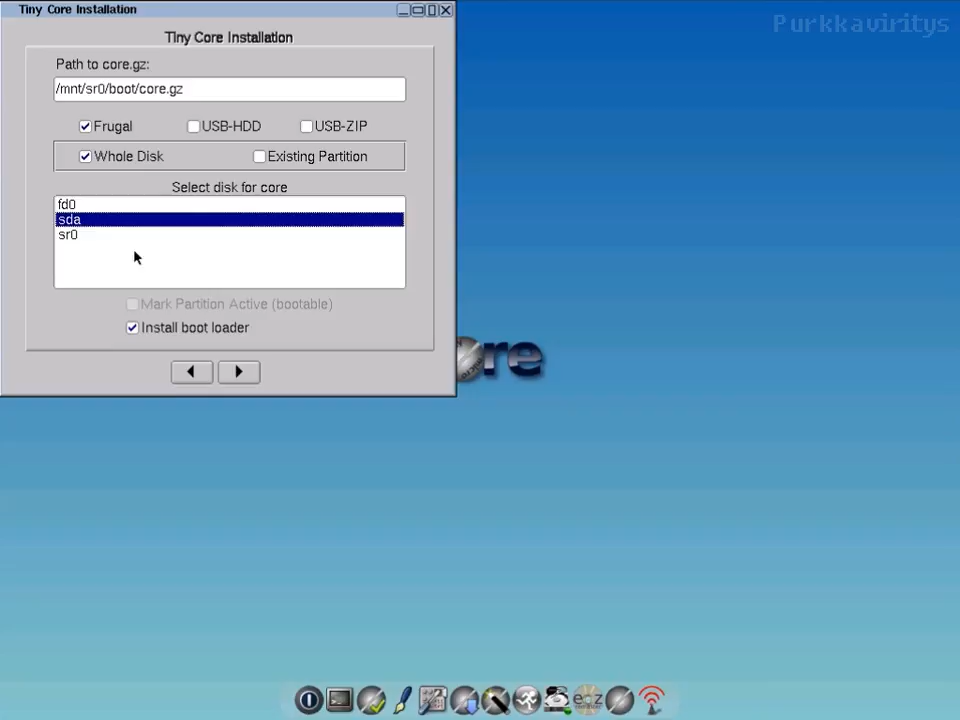 Tiny Core Installation
Purkkaviritys
Tiny Core Installation
Path to core.gz:
/mnt/sr0/boot/core.gz
Frugal USB-HDD USB-ZIP
Whole Disk Existing Partition
Select disk for core
fd0
sda
sr0
Mark Partition Active (bootable)
Install boot loader
re